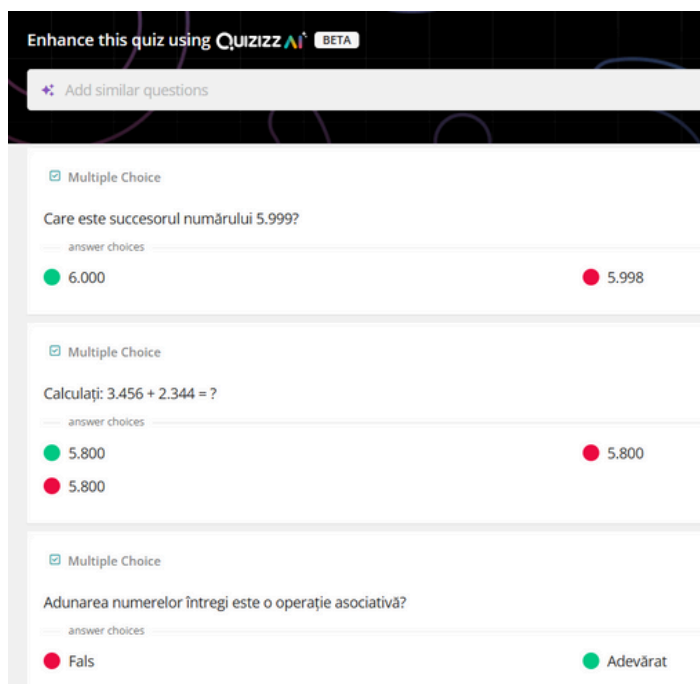 Enhance this quiz using QUIZIZZ AI BETA
Add similar questions
Multiple Choice
Care este succesorul numărului 5.999?
answer choices
6.000 5.998
Multiple Choice
Calculați: 3.456 + 2.344 = ?
answer choices
5.800 5.800
5.800
Multiple Choice
Adunarea numerelor întregi este o operație asociativă?
answer choices
Fals Adevărat